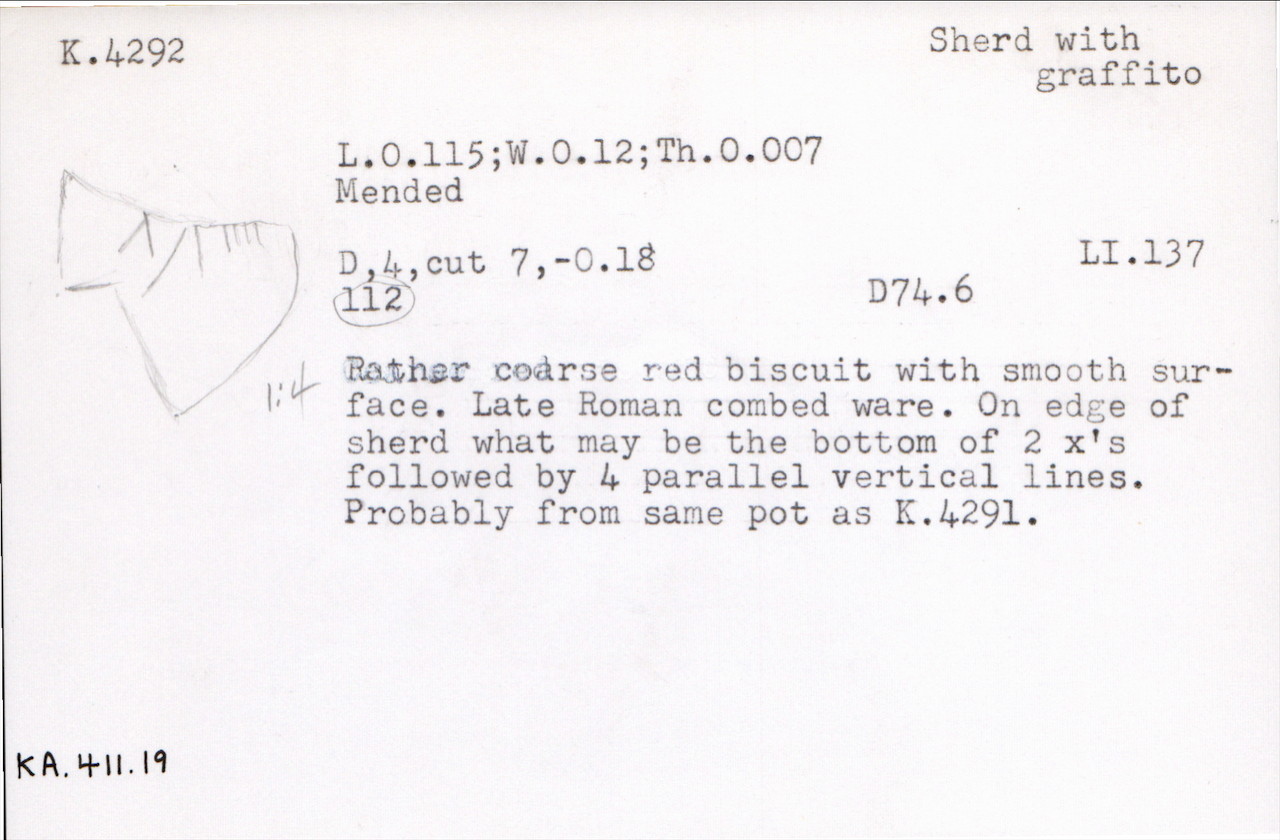 K.4292
Sherd with
graffito
L.0.115;W.0.12;Th.0.007
Mended
D,4,cut 7,-0.18
LI.137
112
D74.6
1:4
Rather coarse red biscuit with smooth sur-
face. Late Roman combed ware. On edge of
sherd what may be the bottom of 2 x's
followed by 4 parallel vertical lines.
Probably from same pot as K.4291.
KA.411.19